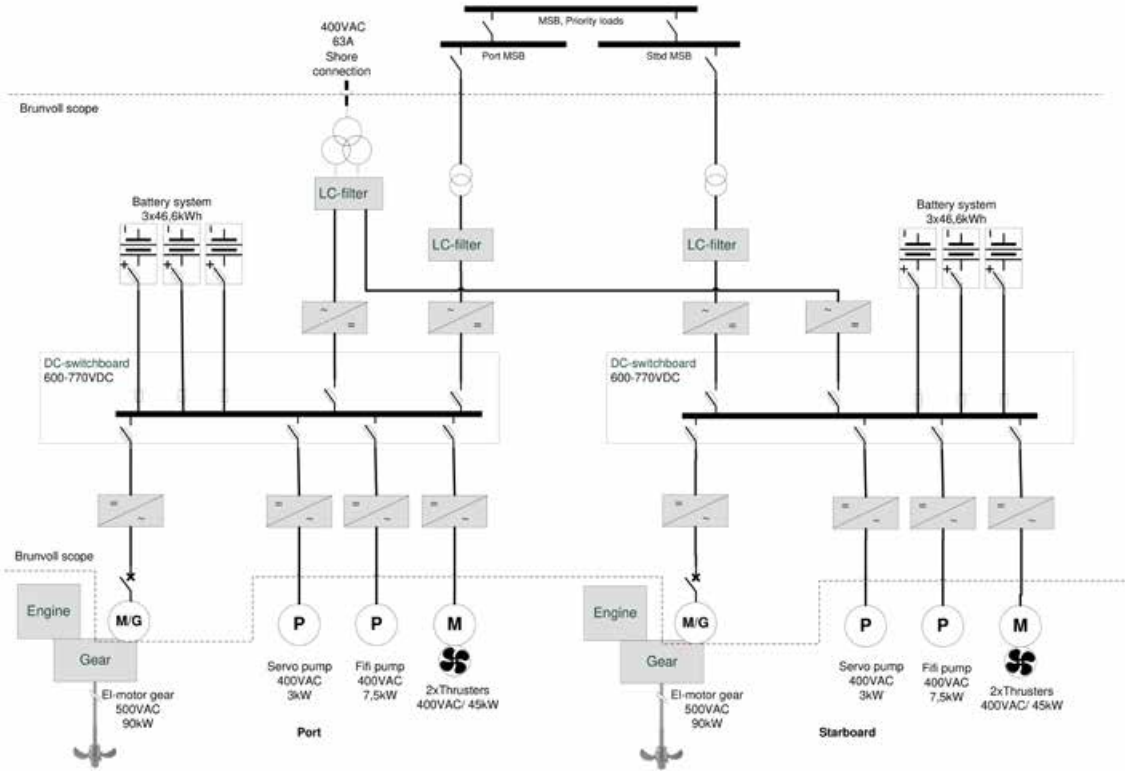 MSB, Priority loads
400VAC
63A
Shore
connection
Port MSB
Stbd MSB
Brunvoll scope
LC-filter
Battery system
3x46,6kWh
LC-filter
LC-filter
Battery system
3x46,6kWh
DC-switchboard
600-770VDC
DC-switchboard
600-770VDC
Brunvoll scope
Engine
M/G
Gear
El-motor gear
500VAC
90kW
P
Servo pump
400VAC
3kW
P
Fifi pump
400VAC
7,5kW
M
2xThrusters
400VAC/ 45kW
Port
Engine
M/G
Gear
El-motor gear
500VAC
90kW
P
Servo pump
400VAC
3kW
P
Fifi pump
400VAC
7,5kW
M
2xThrusters
400VAC/ 45kW
Starboard